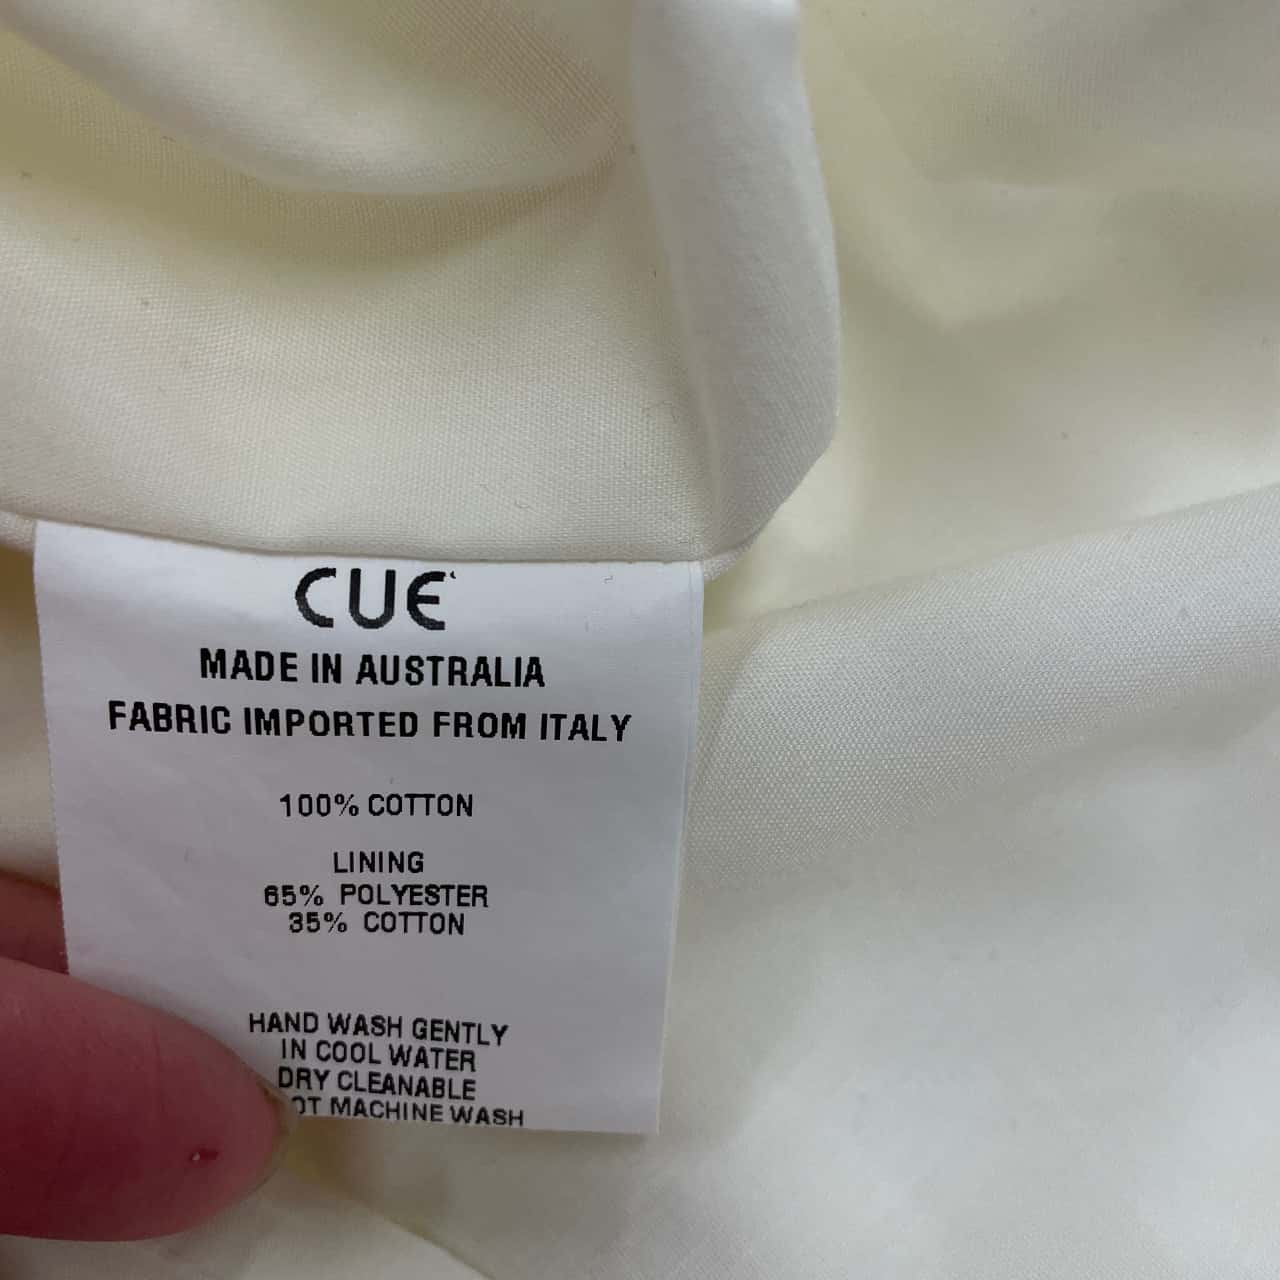 CUE
MADE IN AUSTRALIA
FABRIC IMPORTED FROM ITALY
100% COTTON
LINING
65% POLYESTER
35% COTTON
HAND WASH GENTLY
IN COOL WATER
DRY CLEANABLE
MACHINE WASH